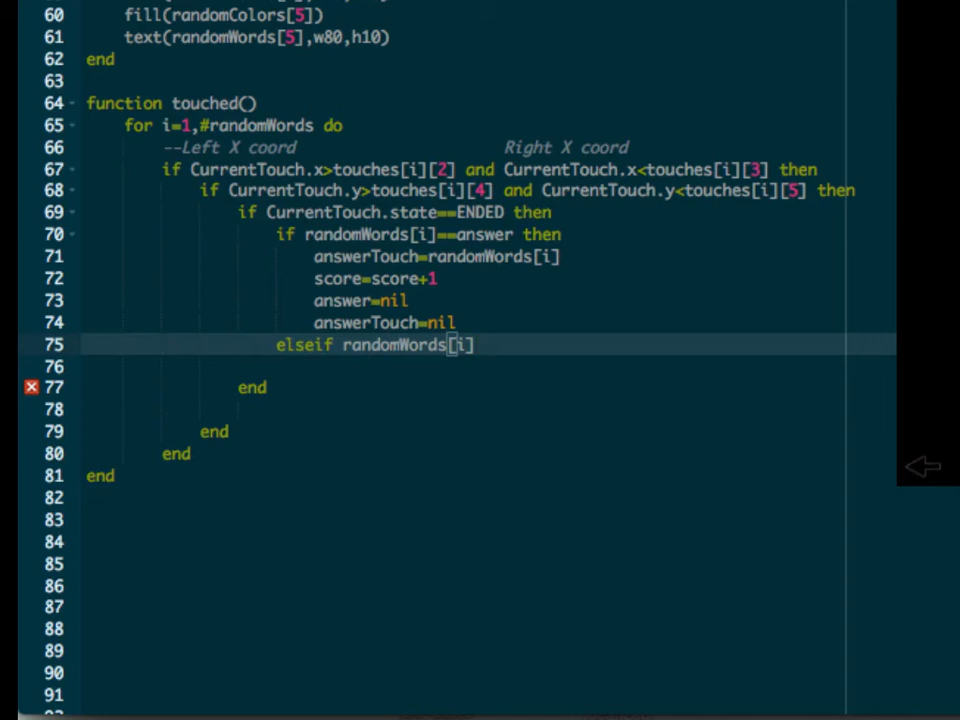 60 fill(randomColors[5])
61 text(randomWords[5],w80,h10)
62 end
63
64 function touched()
65 for i=1,#randomWords do
66 --Left X coord Right X coord
67 if CurrentTouch.x>touches[i][2] and CurrentTouch.x<touches[i][3] then
68 if CurrentTouch.y>touches[i][4] and CurrentTouch.y<touches[i][5] then
69 if CurrentTouch.state==ENDED then
70 if randomWords[i]==answer then
71 answerTouch=randomWords[i]
72 score=score+1
73 answer=nil
74 answerTouch=nil
75 elseif randomWords[i]
76
77 end
78
79 end
80 end
81 end
82
83
84
85
86
87
88
89
90
91